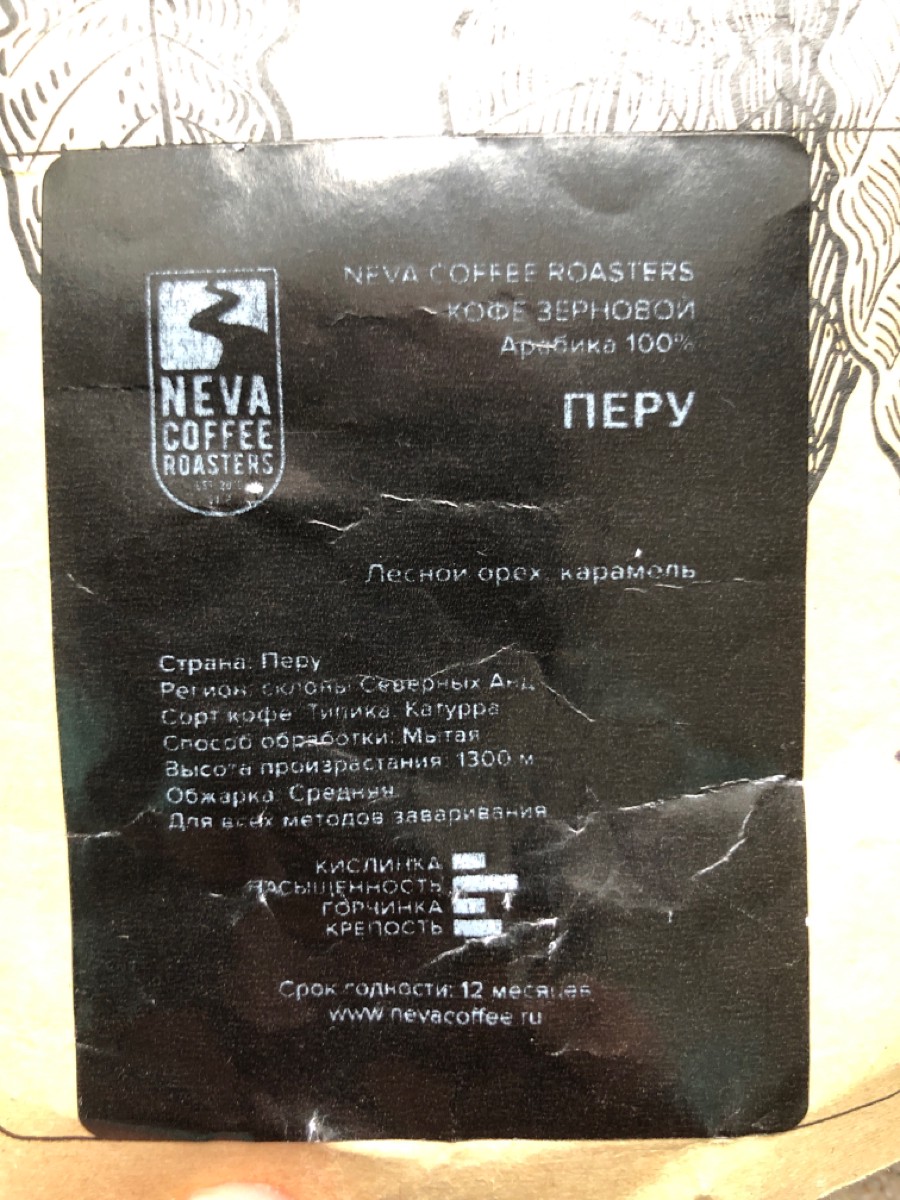 NEVA
COFFEE
ROASTERS
NEVA COFFEE ROASTERS
КОФЕ ЗЕРНОВОЙ
Арабика 100%
ПЕРУ
Лесной орех, карамель
Страна: Перу
Регион: склоны Северных Анд
Сорт кофе: Типика, Катурра
Способ обработки: Мытая
Высота произрастания: 1300 м
Обжарка: Средняя
Для всех методов заваривания
КИСЛИНКА
НАСЫЩЕННОСТЬ
ГОРЧИНКА
КРЕПОСТЬ
Срок годности: 12 месяцев
www.nevacoffee.ru